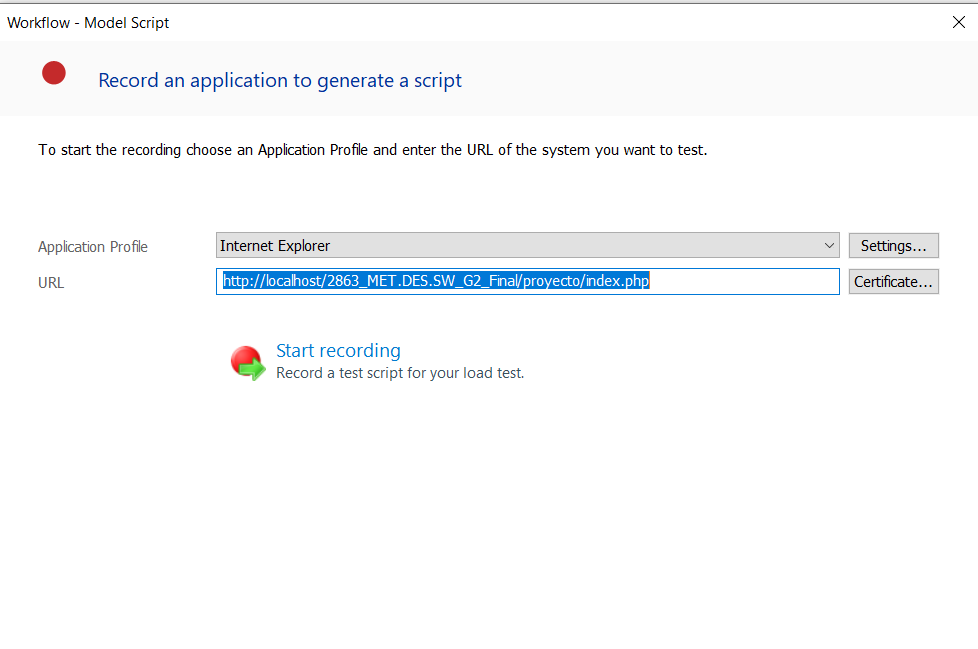 Workflow - Model Script
Record an application to generate a script
To start the recording choose an Application Profile and enter the URL of the system you want to test.
Application Profile
Internet Explorer
Settings...
URL
http://localhost/2863_MET.DES.SW_G2_Final/proyecto/index.php
Certificate...
Start recording
Record a test script for your load test.